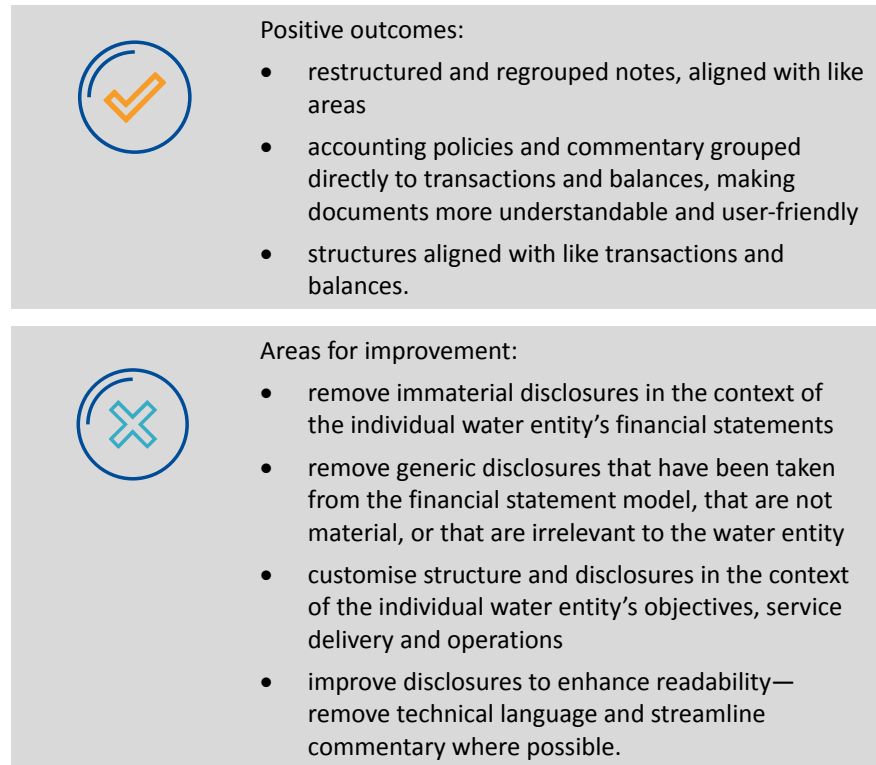 Positive outcomes:
• restructured and regrouped notes, aligned with like
areas
• accounting policies and commentary grouped
directly to transactions and balances, making
documents more understandable and user-friendly
• structures aligned with like transactions and
balances.
Areas for improvement:
• remove immaterial disclosures in the context of
the individual water entity’s financial statements
• remove generic disclosures that have been taken
from the financial statement model, that are not
material, or that are irrelevant to the water entity
• customise structure and disclosures in the context
of the individual water entity’s objectives, service
delivery and operations
• improve disclosures to enhance readability—
remove technical language and streamline
commentary where possible.